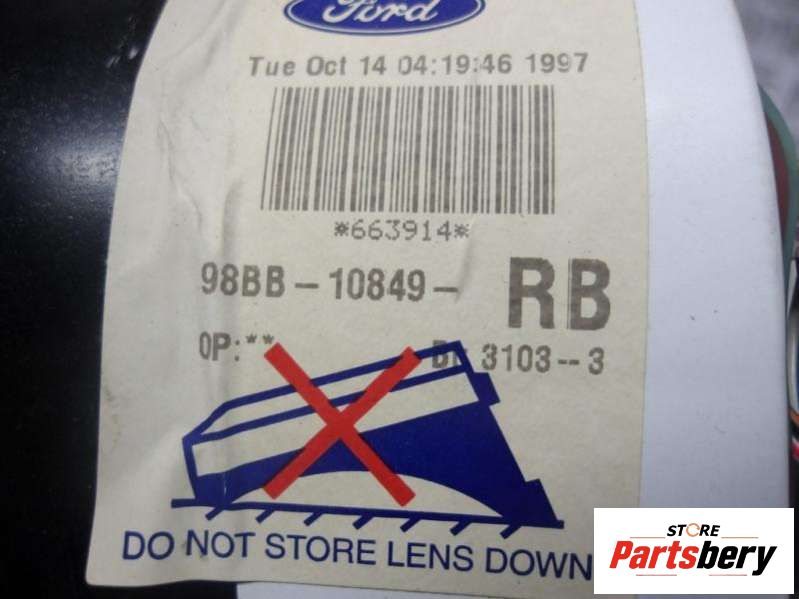 Ford
Tue Oct 14 04:19:46 1997
*663914*
98BB-10849- RB
OP:** 3103--3
DO NOT STORE LENS DOWN
STORE
Partsbery